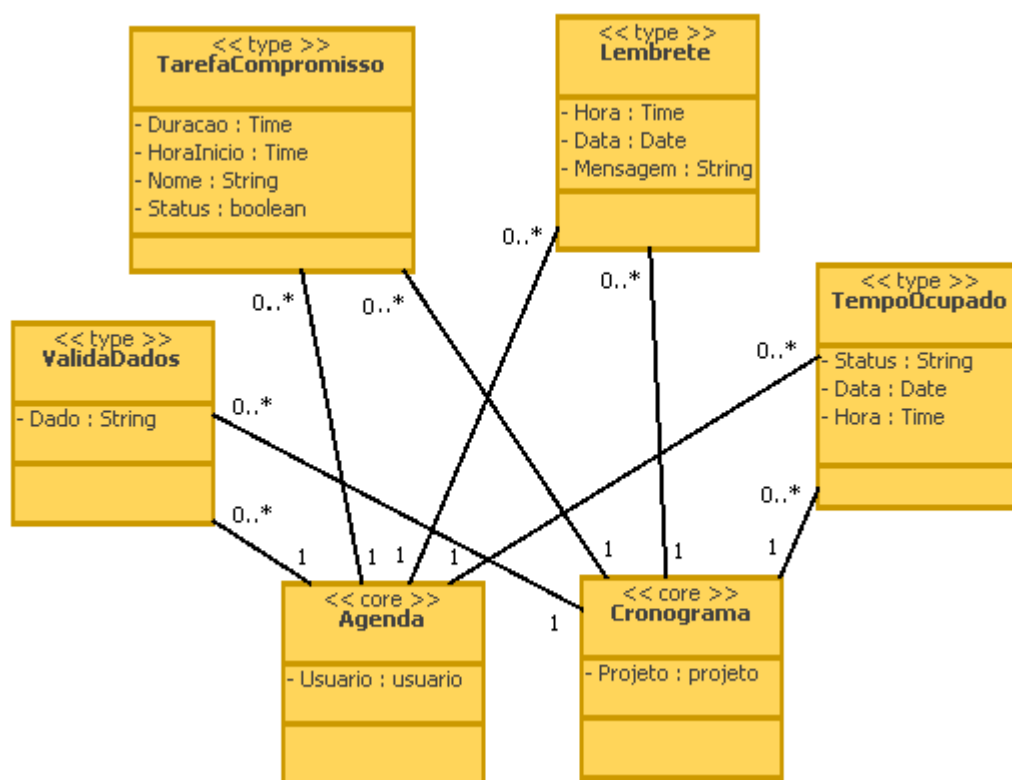 << type >>
TarefaCompromisso
- Duracao : Time
- HoraInicio : Time
- Nome : String
- Status : boolean
<< type >>
Lembrete
- Hora : Time
- Data : Date
- Mensagem : String
<< type >>
TempoOcupado
- Status : String
- Data : Date
- Hora : Time
<< type >>
ValidaDados
- Dado : String
0..*
0..*
0..*
0..*
0..*
0..*
0..*
0..*
1
1
1
1
1
1
1
1
<< core >>
Agenda
- Usuario : usuario
<< core >>
Cronograma
- Projeto : projeto